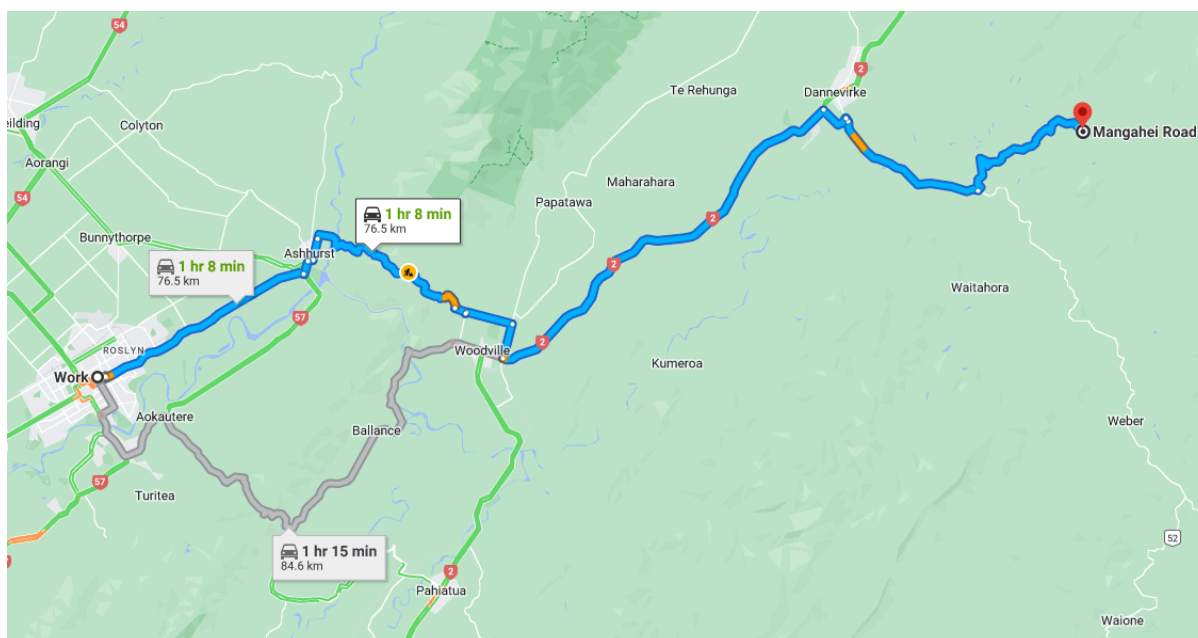 54
2
Te Rehunga
Dannevirke
eilding
Colyton
Mangahei Road
Aorangi
54
Maharahara
Papatawa
1 hr 8 min
76.5 km
2
Bunnythorpe
Ashhurst
1 hr 8 min
76.5 km
2
Waitahora
57
2
ROSLYN
Woodville
Kumeroa
Work
Aokautere
Weber
Ballance
57
Turitea
52
1 hr 15 min
84.6 km
2
Pahiatua
Waione